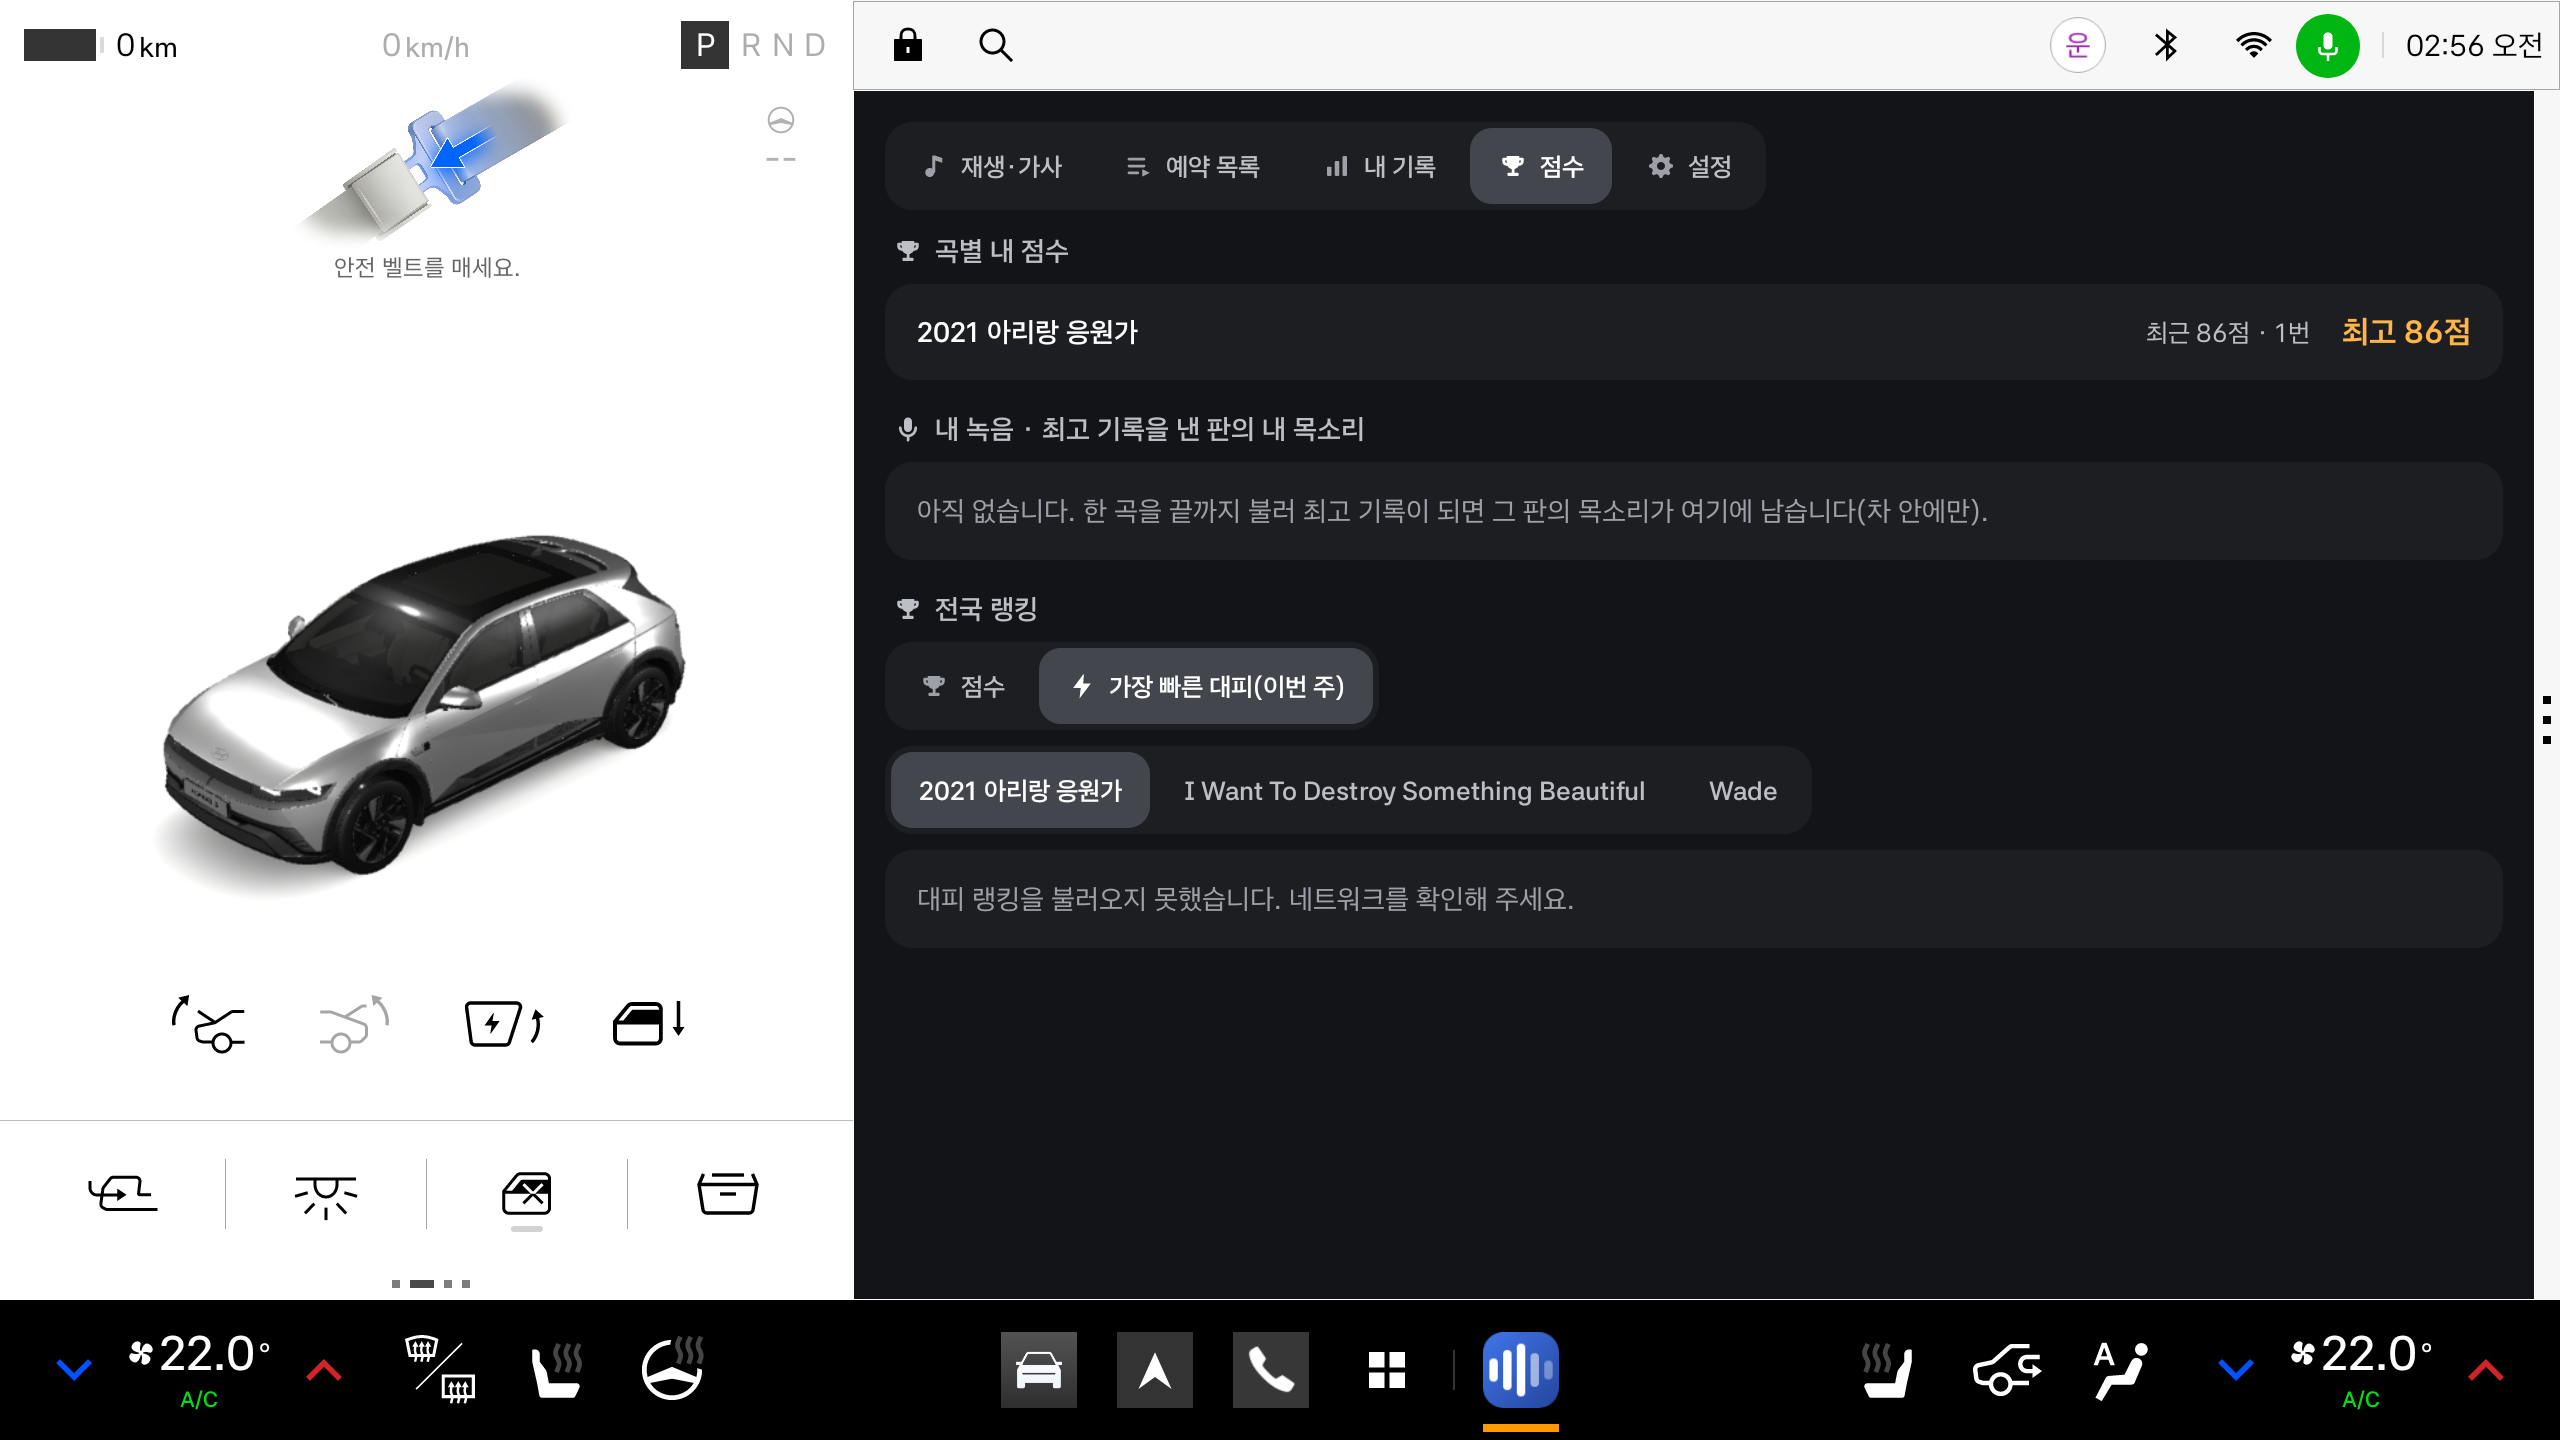 0 km
0 km/h
P R N D
운
02:56 오전
안전 벨트를 매세요.
재생·가사
예약 목록
내 기록
점수
설정
곡별 내 점수
2021 아리랑 응원가
최근 86점 · 1번
최고 86점
내 녹음 · 최고 기록을 낸 판의 내 목소리
아직 없습니다. 한 곡을 끝까지 불러 최고 기록이 되면 그 판의 목소리가 여기에 남습니다(차 안에만).
전국 랭킹
점수
가장 빠른 대피(이번 주)
2021 아리랑 응원가
I Want To Destroy Something Beautiful
Wade
대피 랭킹을 불러오지 못했습니다. 네트워크를 확인해 주세요.
22.0°
A/C
A
22.0°
A/C